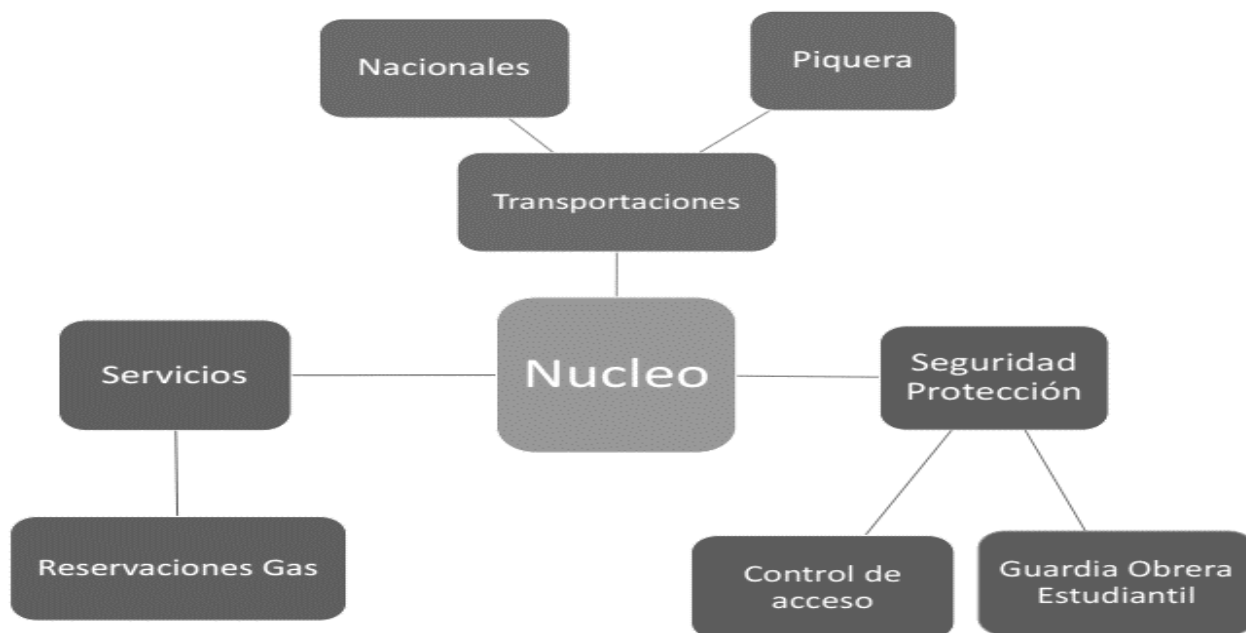 Nacionales
Piquera
Transportaciones
Servicios
Nucleo
Seguridad
Protección
Reservaciones Gas
Control de
acceso
Guardia Obrera
Estudiantil